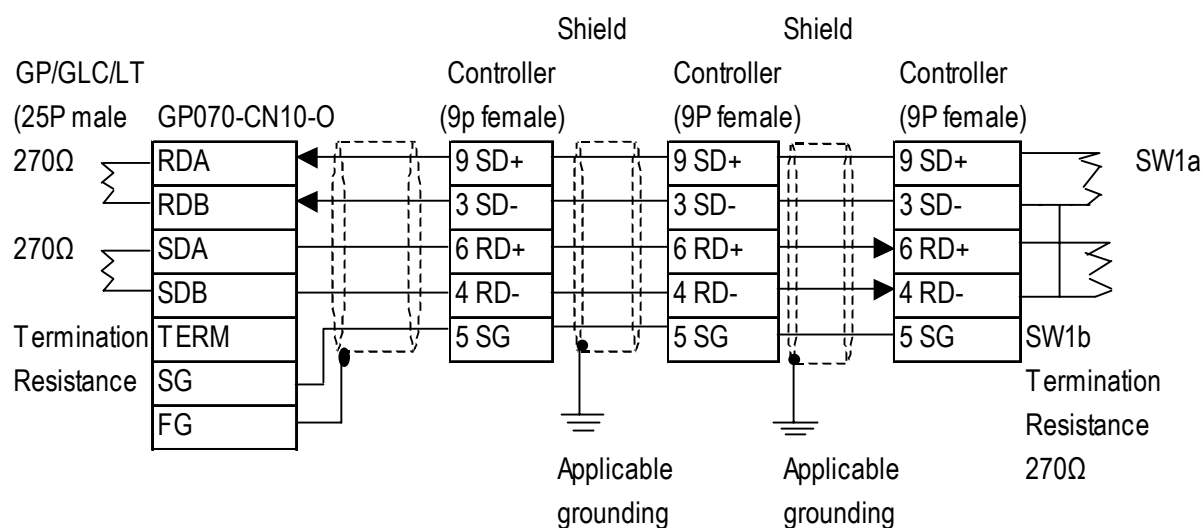 Shield Shield
GP/GLC/LT Controller Controller Controller
(25P male GP070-CN10-O (9p female) (9P female) (9P female)
270Ω RDA 9 SD+ 9 SD+ 9 SD+ SW1a
RDB 3 SD- 3 SD- 3 SD-
270Ω SDA 6 RD+ 6 RD+ 6 RD+
SDB 4 RD- 4 RD- 4 RD-
Termination TERM 5 SG 5 SG 5 SG SW1b
Resistance SG Termination
FG Resistance
Applicable Applicable 270Ω
grounding grounding